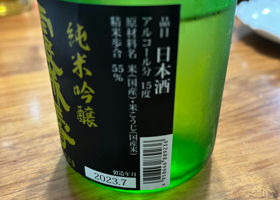 品目 日本酒
アルコール分 15度
原材料名 米(国産)・米こうじ(国産米)
精米歩合 55%
純米吟醸
製造年月
2023.7